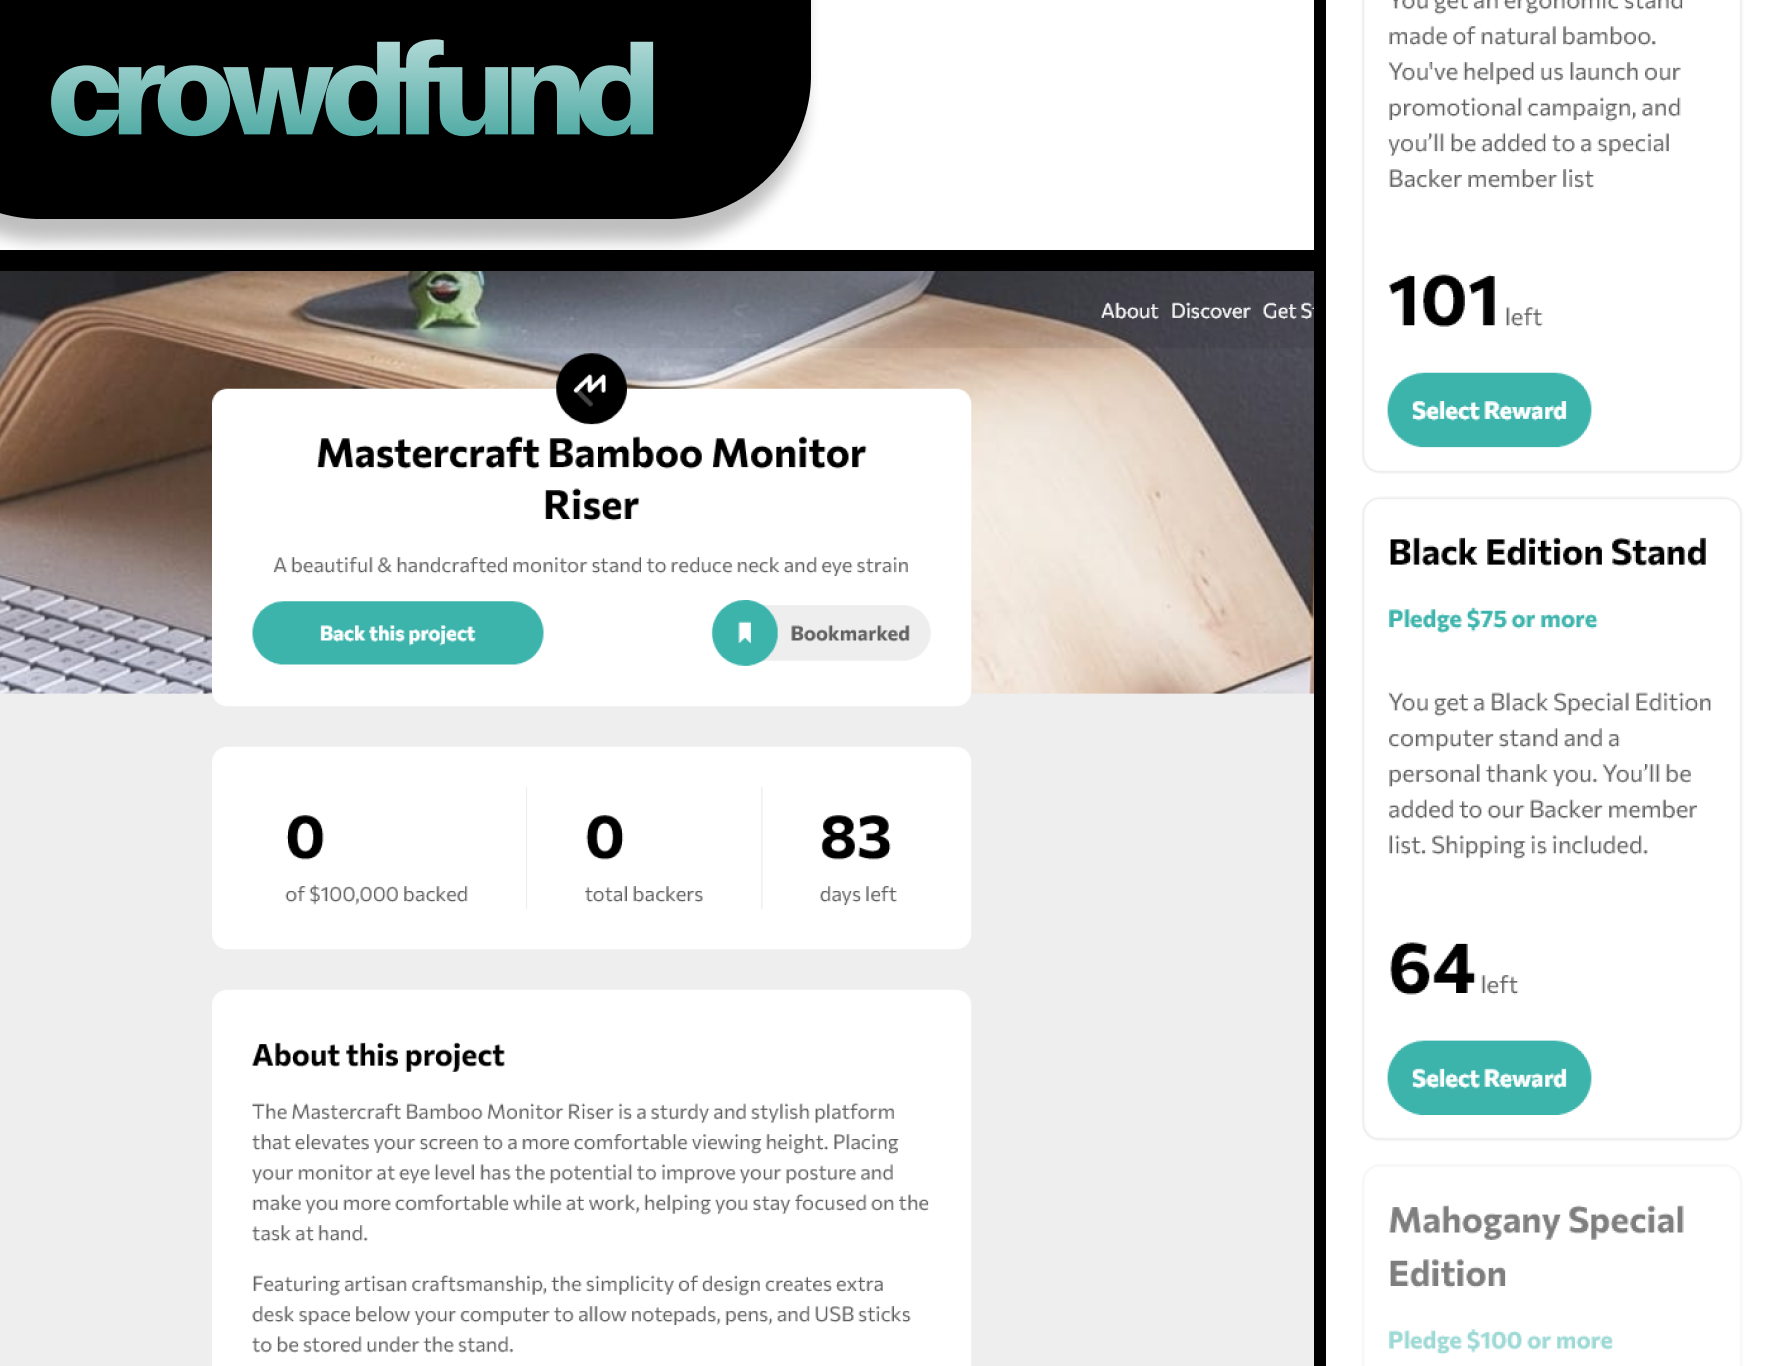 crowdfund
About Discover Get S
Mastercraft Bamboo Monitor
Riser
A beautiful & handcrafted monitor stand to reduce neck and eye strain
Back this project
Bookmarked
0
of $100,000 backed
0
total backers
83
days left
About this project
The Mastercraft Bamboo Monitor Riser is a sturdy and stylish platform
that elevates your screen to a more comfortable viewing height. Placing
your monitor at eye level has the potential to improve your posture and
make you more comfortable while at work, helping you stay focused on the
task at hand.
Featuring artisan craftsmanship, the simplicity of design creates extra
desk space below your computer to allow notepads, pens, and USB sticks
to be stored under the stand.
You get an ergonomic stand
made of natural bamboo.
You've helped us launch our
promotional campaign, and
you’ll be added to a special
Backer member list
101 left
Select Reward
Black Edition Stand
Pledge $75 or more
You get a Black Special Edition
computer stand and a
personal thank you. You’ll be
added to our Backer member
list. Shipping is included.
64 left
Select Reward
Mahogany Special
Edition
Pledge $100 or more